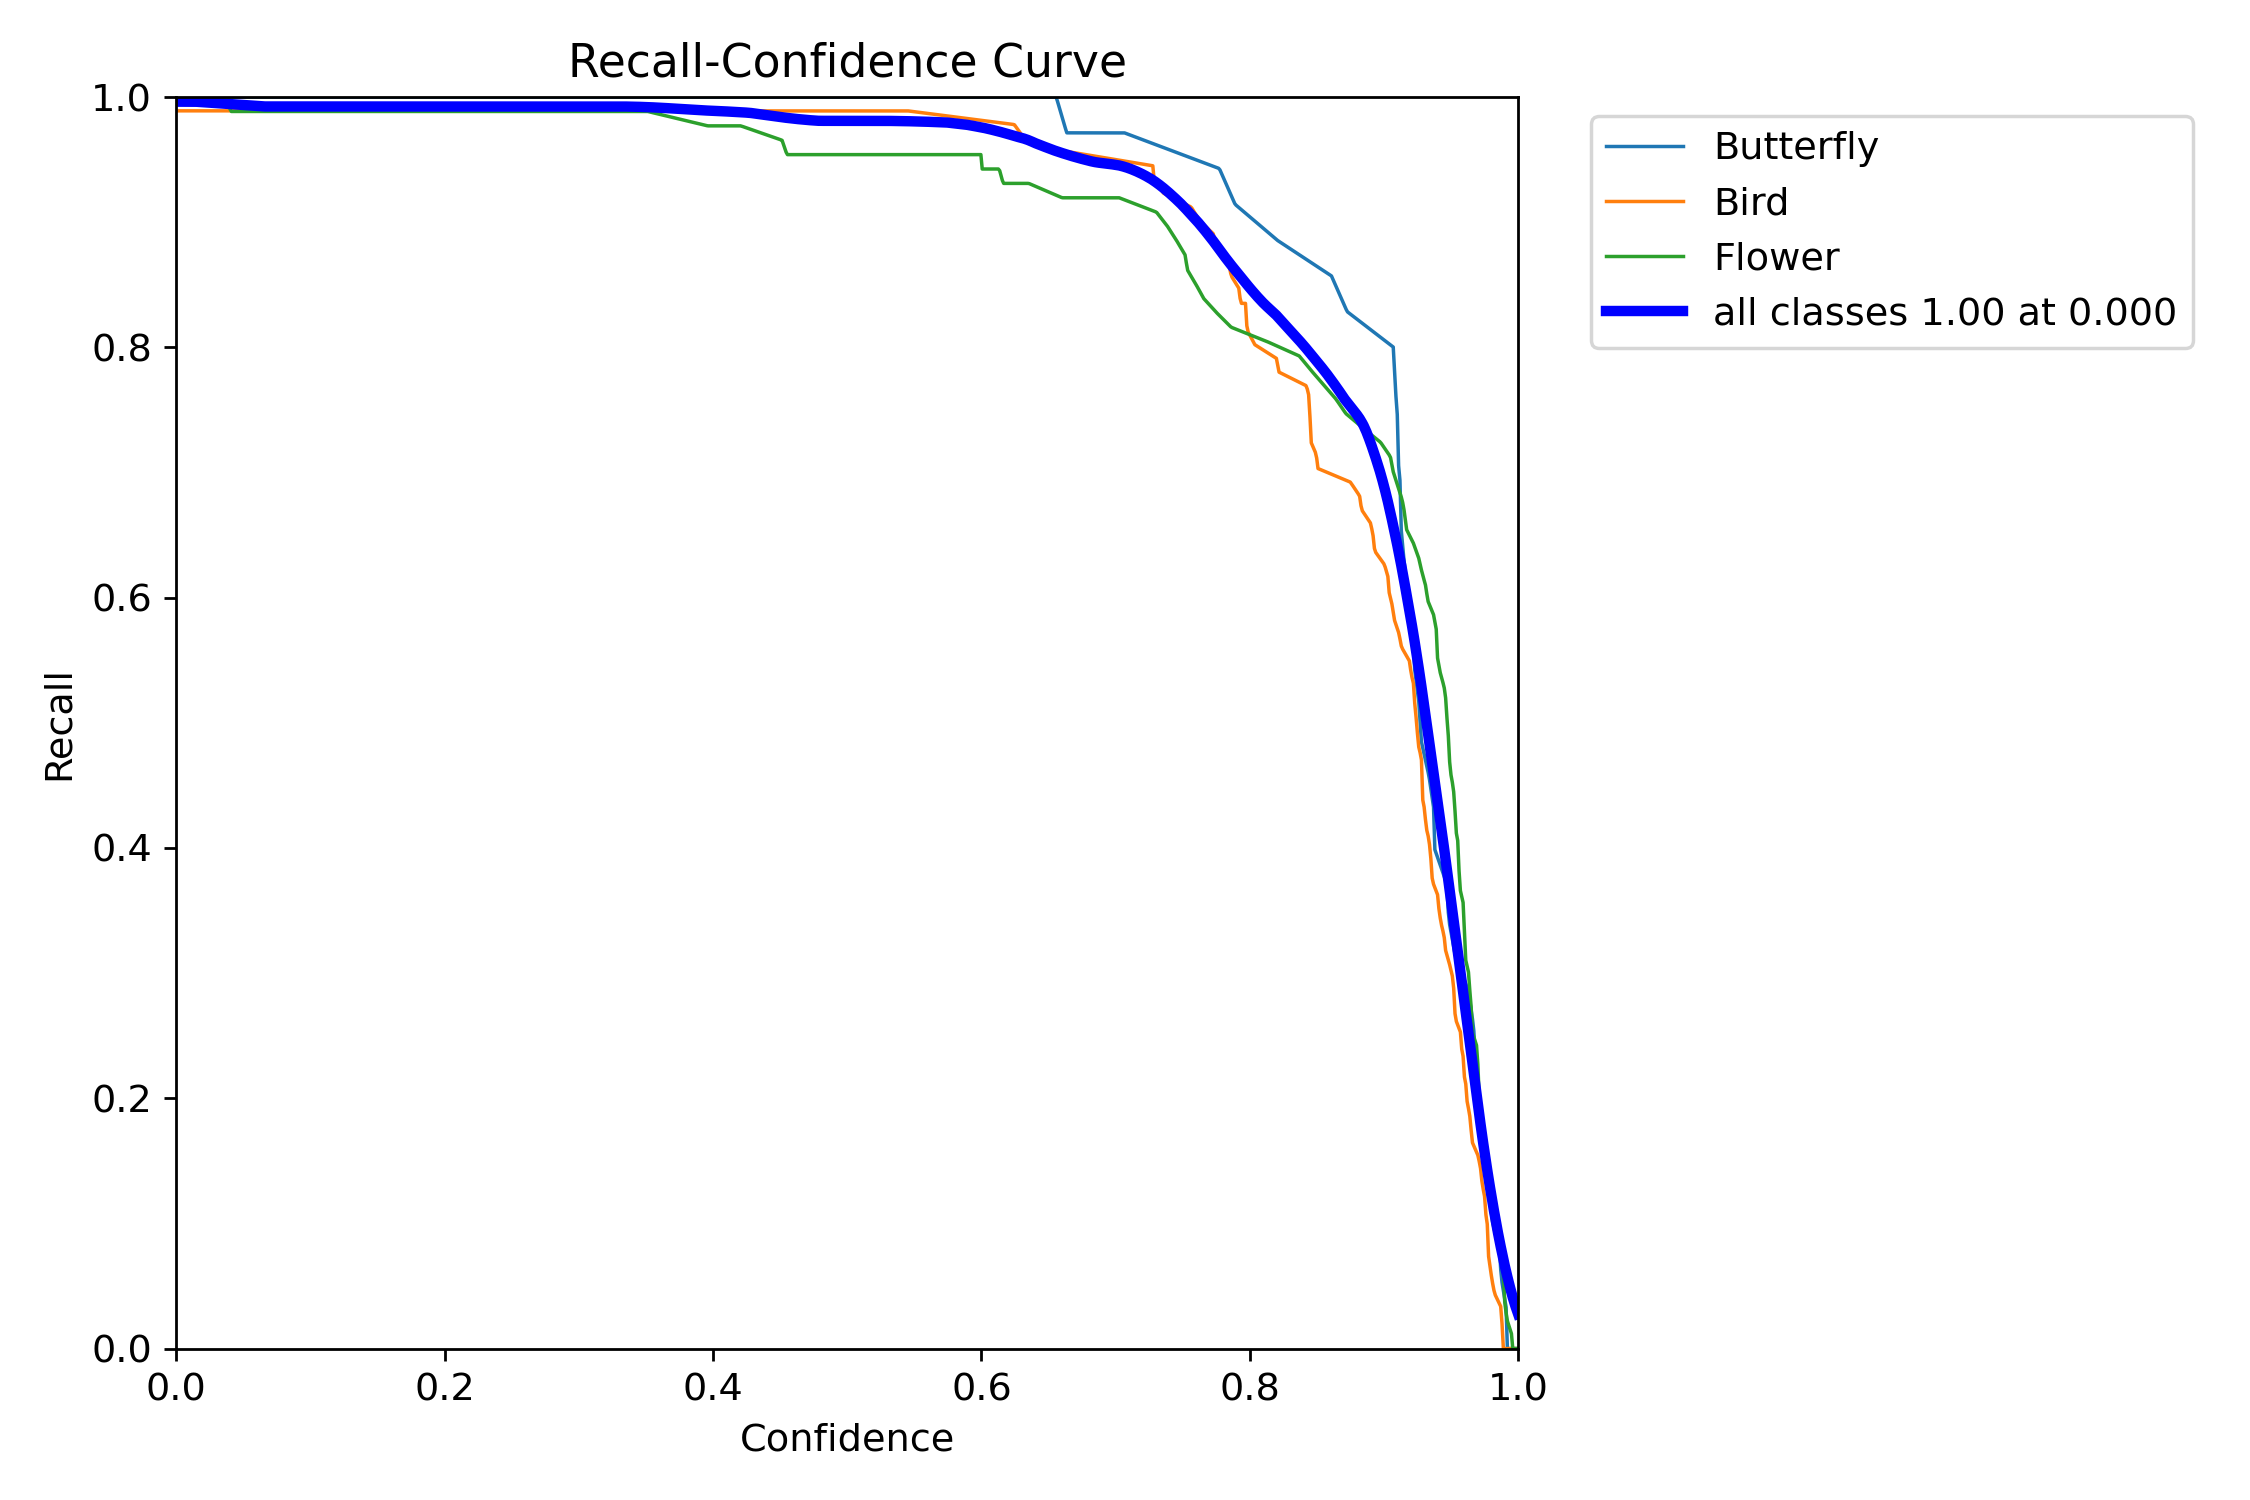 Recall-Confidence Curve
1.0
0.8
0.6
0.4
0.2
0.0
Recall
0.0 0.2 0.4 0.6 0.8 1.0
Confidence
Butterfly
Bird
Flower
all classes 1.00 at 0.000